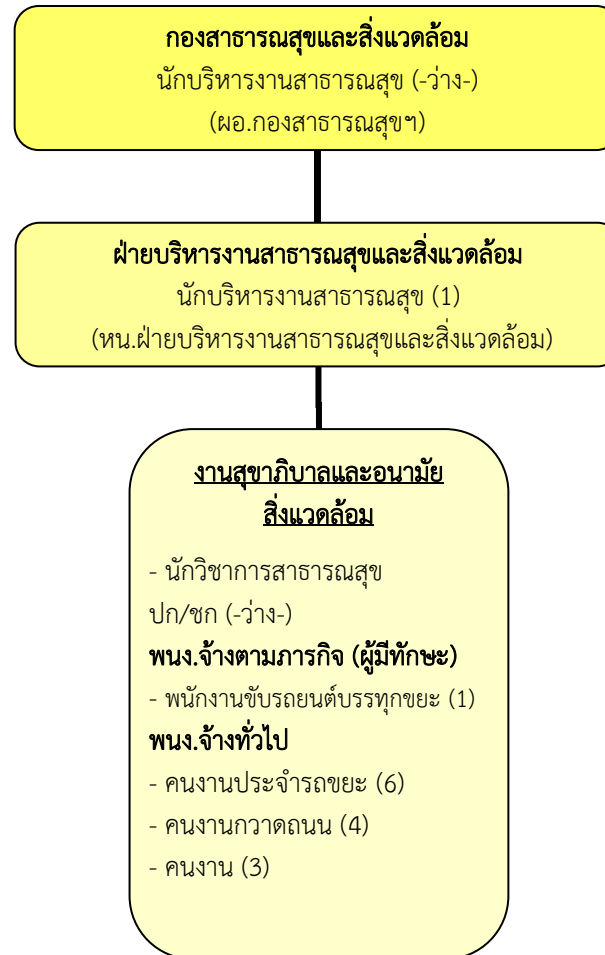 กองสาธารณสุขและสิ่งแวดล้อม
นักบริหารงานสาธารณสุข (-ว่าง-)
(ผอ.กองสาธารณสุขฯ)
ฝ่ายบริหารงานสาธารณสุขและสิ่งแวดล้อม
นักบริหารงานสาธารณสุข (1)
(หน.ฝ่ายบริหารงานสาธารณสุขและสิ่งแวดล้อม)
งานสุขาภิบาลและอนามัย
สิ่งแวดล้อม
- นักวิชาการสาธารณสุข
ปก/ชก (-ว่าง-)
พนง.จ้างตามภารกิจ (ผู้มีทักษะ)
- พนักงานขับรถยนต์บรรทุกขยะ (1)
พนง.จ้างทั่วไป
- คนงานประจำรถขยะ (6)
- คนงานกวาดถนน (4)
- คนงาน (3)